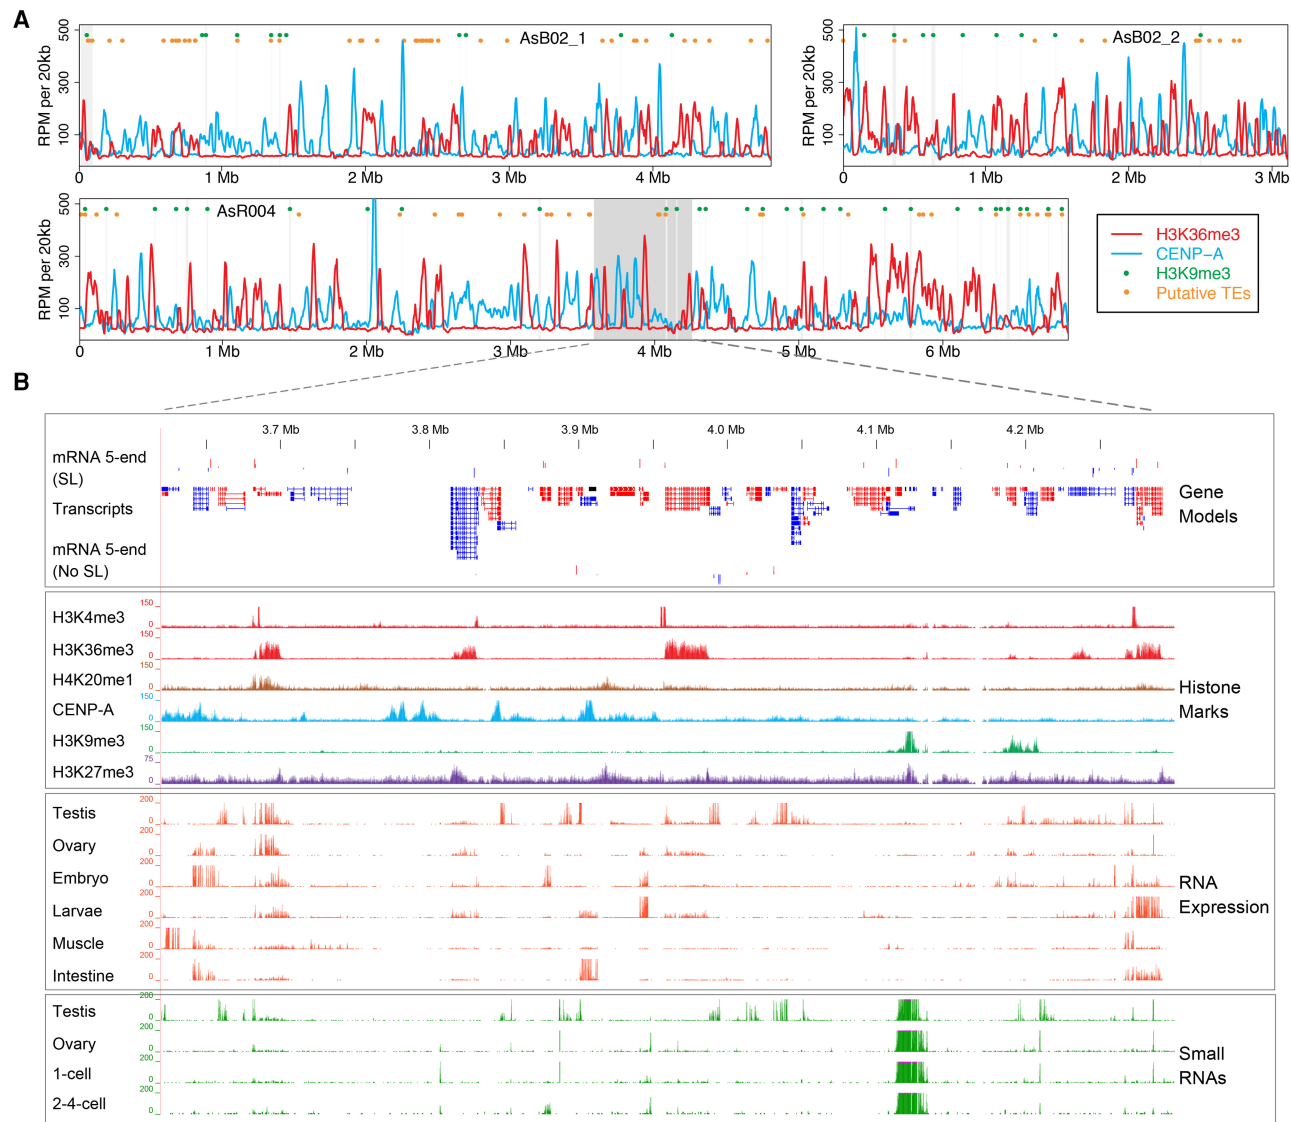 A
RPM per 20kb
500
300
100
AsB02_1
0
1 Mb
2 Mb
3 Mb
4 Mb
RPM per 20kb
500
300
100
AsB02_2
0
1 Mb
2 Mb
3 Mb
RPM per 20kb
500
300
100
AsR004
0
1 Mb
2 Mb
3 Mb
4 Mb
5 Mb
6 Mb
H3K36me3
CENP−A
H3K9me3
Putative TEs
B
3.7 Mb
3.8 Mb
3.9 Mb
4.0 Mb
4.1 Mb
4.2 Mb
mRNA 5-end
(SL)
Transcripts
mRNA 5-end
(No SL)
Gene
Models
H3K4me3
150
0
H3K36me3
150
0
H4K20me1
150
0
CENP-A
150
0
H3K9me3
150
0
H3K27me3
75
0
Histone
Marks
Testis
200
0
Ovary
200
0
Embryo
200
0
Larvae
200
0
Muscle
200
0
Intestine
200
0
RNA
Expression
Testis
200
0
Ovary
200
0
1-cell
200
0
2-4-cell
200
0
Small
RNAs